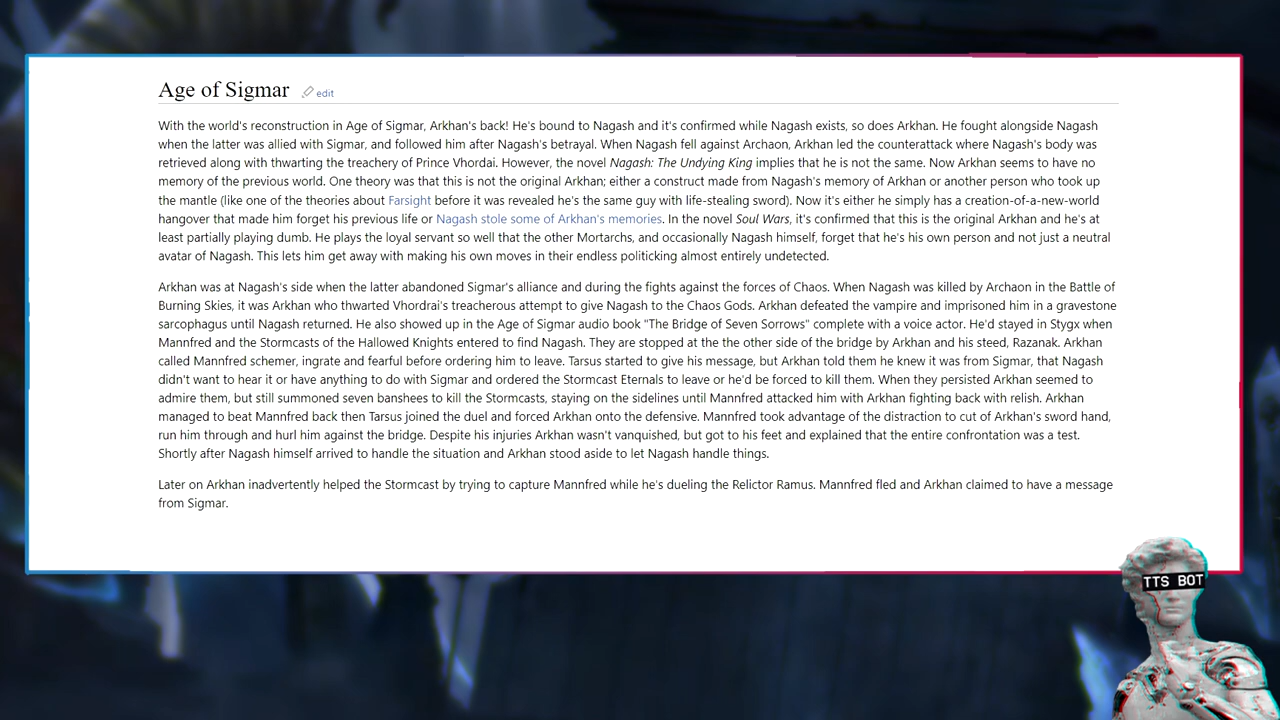 Age of Sigmar edit
With the world's reconstruction in Age of Sigmar, Arkhan's back! He's bound to Nagash and it's confirmed while Nagash exists, so does Arkhan. He fought alongside Nagash
when the latter was allied with Sigmar, and followed him after Nagash's betrayal. When Nagash fell against Archaon, Arkhan led the counterattack where Nagash's body was
retrieved along with thwarting the treachery of Prince Vhordai. However, the novel Nagash: The Undying King implies that he is not the same. Now Arkhan seems to have no
memory of the previous world. One theory was that this is not the original Arkhan; either a construct made from Nagash's memory of Arkhan or another person who took up
the mantle (like one of the theories about Farsight before it was revealed he's the same guy with life-stealing sword). Now it's either he simply has a creation-of-a-new-world
hangover that made him forget his previous life or Nagash stole some of Arkhan's memories. In the novel Soul Wars, it's confirmed that this is the original Arkhan and he's at
least partially playing dumb. He plays the loyal servant so well that the other Mortarchs, and occasionally Nagash himself, forget that he's his own person and not just a neutral
avatar of Nagash. This lets him get away with making his own moves in their endless politicking almost entirely undetected.
Arkhan was at Nagash's side when the latter abandoned Sigmar's alliance and during the fights against the forces of Chaos. When Nagash was killed by Archaon in the Battle of
Burning Skies, it was Arkhan who thwarted Vhordrai's treacherous attempt to give Nagash to the Chaos Gods. Arkhan defeated the vampire and imprisoned him in a gravestone
sarcophagus until Nagash returned. He also showed up in the Age of Sigmar audio book "The Bridge of Seven Sorrows" complete with a voice actor. He'd stayed in Stygx when
Mannfred and the Stormcasts of the Hallowed Knights entered to find Nagash. They are stopped at the the other side of the bridge by Arkhan and his steed, Razanak. Arkhan
called Mannfred schemer, ingrate and fearful before ordering him to leave. Tarsus started to give his message, but Arkhan told them he knew it was from Sigmar, that Nagash
didn't want to hear it or have anything to do with Sigmar and ordered the Stormcast Eternals to leave or he'd be forced to kill them. When they persisted Arkhan seemed to
admire them, but still summoned seven banshees to kill the Stormcasts, staying on the sidelines until Mannfred attacked him with Arkhan fighting back with relish. Arkhan
managed to beat Mannfred back then Tarsus joined the duel and forced Arkhan onto the defensive. Mannfred took advantage of the distraction to cut of Arkhan's sword hand,
run him through and hurl him against the bridge. Despite his injuries Arkhan wasn't vanquished, but got to his feet and explained that the entire confrontation was a test.
Shortly after Nagash himself arrived to handle the situation and Arkhan stood aside to let Nagash handle things.
Later on Arkhan inadvertently helped the Stormcast by trying to capture Mannfred while he's dueling the Relictor Ramus. Mannfred fled and Arkhan claimed to have a message
from Sigmar.
TTS BOT